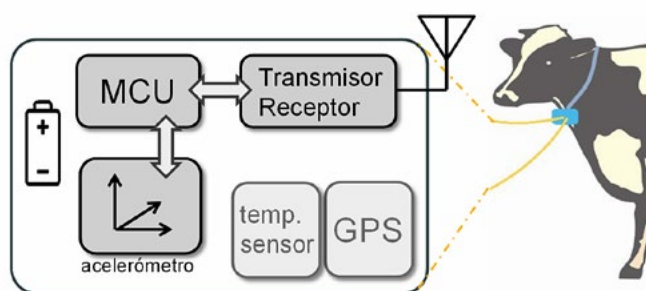 MCU
Transmisor
Receptor
+
-
acelerómetro
temp.
sensor
GPS